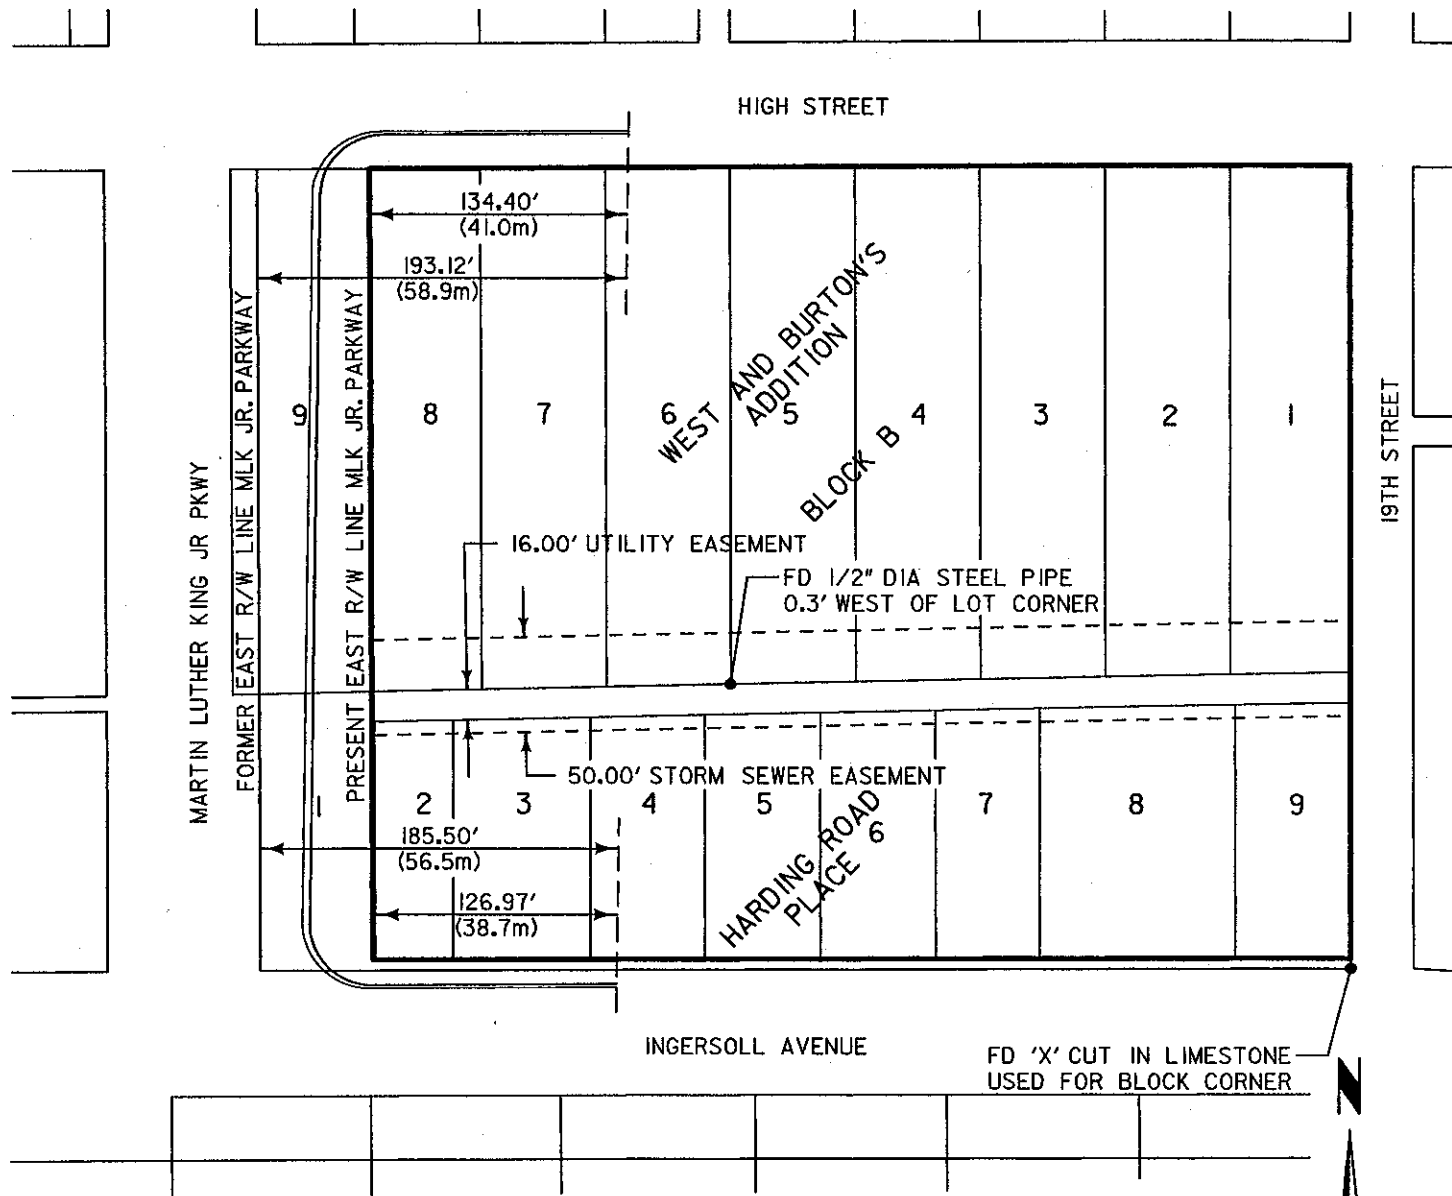 HIGH STREET
134.40'
(41.0m)
193.12'
(58.9m)
MARTIN LUTHER KING JR PKWY
FORMER EAST R/W LINE MLK JR. PARKWAY
PRESENT EAST R/W LINE MLK JR. PARKWAY
WEST AND BURTON'S
ADDITION
BLOCK B
9
8
7
6
5
4
3
2
1
19TH STREET
16.00' UTILITY EASEMENT
FD 1/2" DIA STEEL PIPE
0.3' WEST OF LOT CORNER
50.00' STORM SEWER EASEMENT
1
2
3
4
5
6
7
8
9
HARDING ROAD
PLACE
185.50'
(56.5m)
126.97'
(38.7m)
INGERSOLL AVENUE
FD 'X' CUT IN LIMESTONE
USED FOR BLOCK CORNER
N